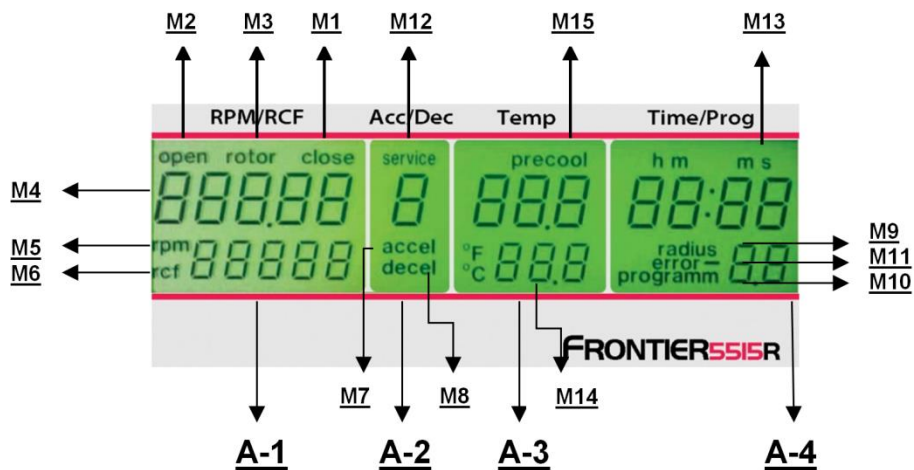 M2 M3 M1 M12 M15 M13
RPM/RCF Acc/Dec Temp Time/Prog
open rotor close service precool h m m s
M4 888.88 8 88.8 88:88
M5 rpm 88888 accel °F 88.8 radius 8.8 M9
M6 rcf decel °C error – M11
programm M10
FRONTIER5515R
M7 M8 M14
A-1 A-2 A-3 A-4